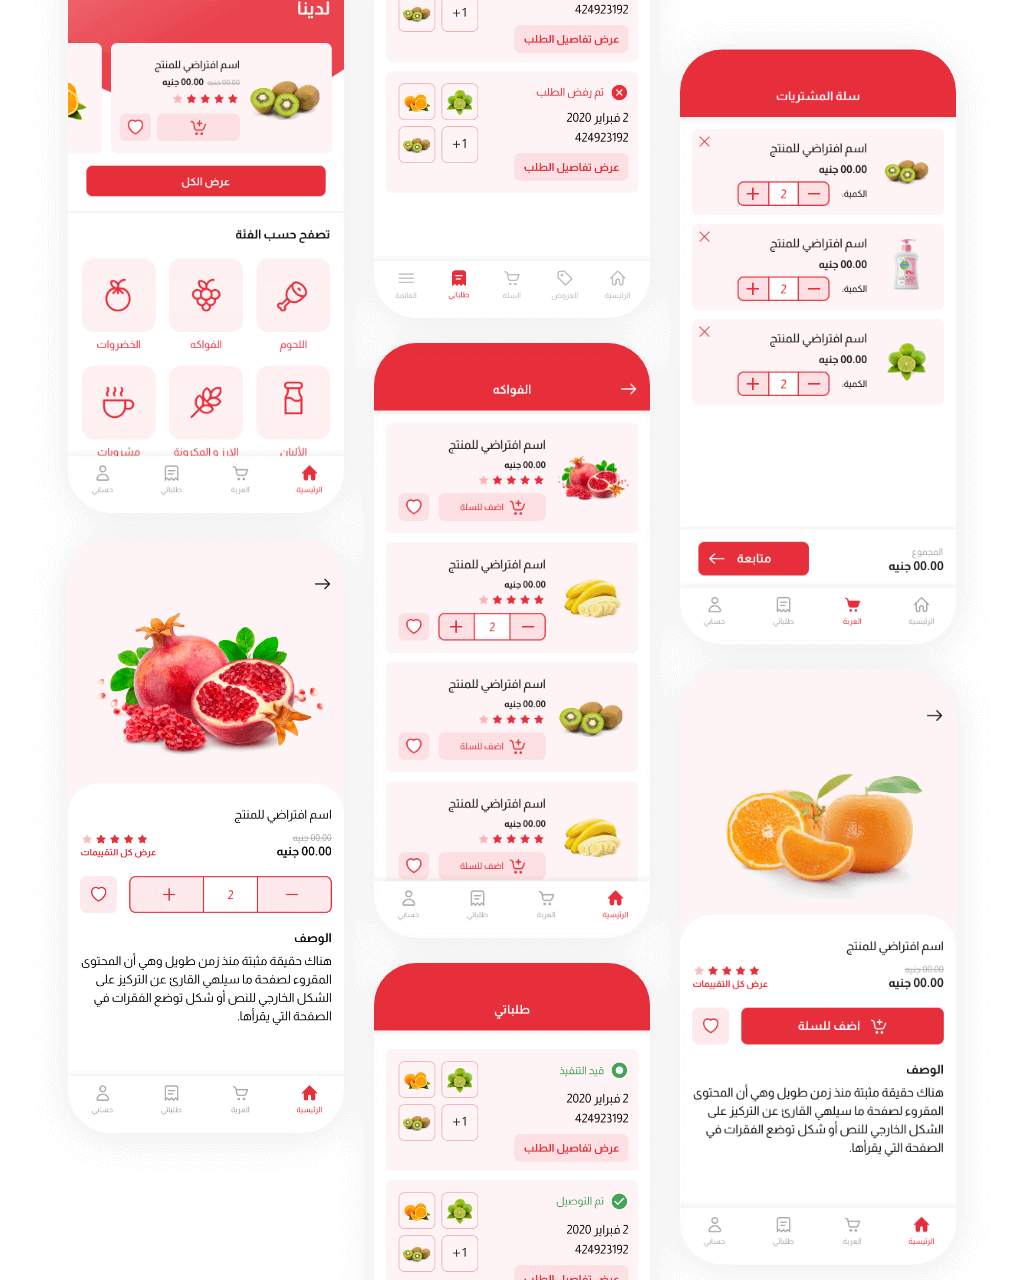 لدينا
اسم افتراضي للمنتج
00.00 جنيه 00.00 جنيه
عرض الكل
تصفح حسب الفئة
اللحوم
الفواكه
الخضروات
الألبان
الارز و المكرونة
مشروبات
الرئيسية
العربة
طلباتي
حسابي
اسم افتراضي للمنتج
00.00 جنيه
00.00 جنيه
عرض كل التقييمات
2
الوصف
هناك حقيقة مثبتة منذ زمن طويل وهي أن المحتوى
المقروء لصفحة ما سيلهي القارئ عن التركيز على
الشكل الخارجي للنص أو شكل توضع الفقرات في
الصفحة التي يقرأها.
الرئيسية
العربة
طلباتي
حسابي
424923192
+1
عرض تفاصيل الطلب
تم رفض الطلب
2 فبراير 2020
424923192
+1
عرض تفاصيل الطلب
الرئيسية
العروض
السلة
طلباتي
القائمة
الفواكه
اسم افتراضي للمنتج
00.00 جنيه
اضف للسلة
اسم افتراضي للمنتج
00.00 جنيه
2
اسم افتراضي للمنتج
00.00 جنيه
اضف للسلة
اسم افتراضي للمنتج
00.00 جنيه
اضف للسلة
الرئيسية
العربة
طلباتي
حسابي
طلباتي
قيد التنفيذ
2 فبراير 2020
424923192
+1
عرض تفاصيل الطلب
تم التوصيل
2 فبراير 2020
424923192
+1
عرض تفاصيل الطلب
سلة المشتريات
اسم افتراضي للمنتج
00.00 جنيه
الكمية:
2
اسم افتراضي للمنتج
00.00 جنيه
الكمية:
2
اسم افتراضي للمنتج
00.00 جنيه
الكمية:
2
المجموع
00.00 جنيه
متابعة
الرئيسية
العربة
طلباتي
حسابي
اسم افتراضي للمنتج
00.00 جنيه
00.00 جنيه
عرض كل التقييمات
اضف للسلة
الوصف
هناك حقيقة مثبتة منذ زمن طويل وهي أن المحتوى
المقروء لصفحة ما سيلهي القارئ عن التركيز على
الشكل الخارجي للنص أو شكل توضع الفقرات في
الصفحة التي يقرأها.
الرئيسية
العربة
طلباتي
حسابي